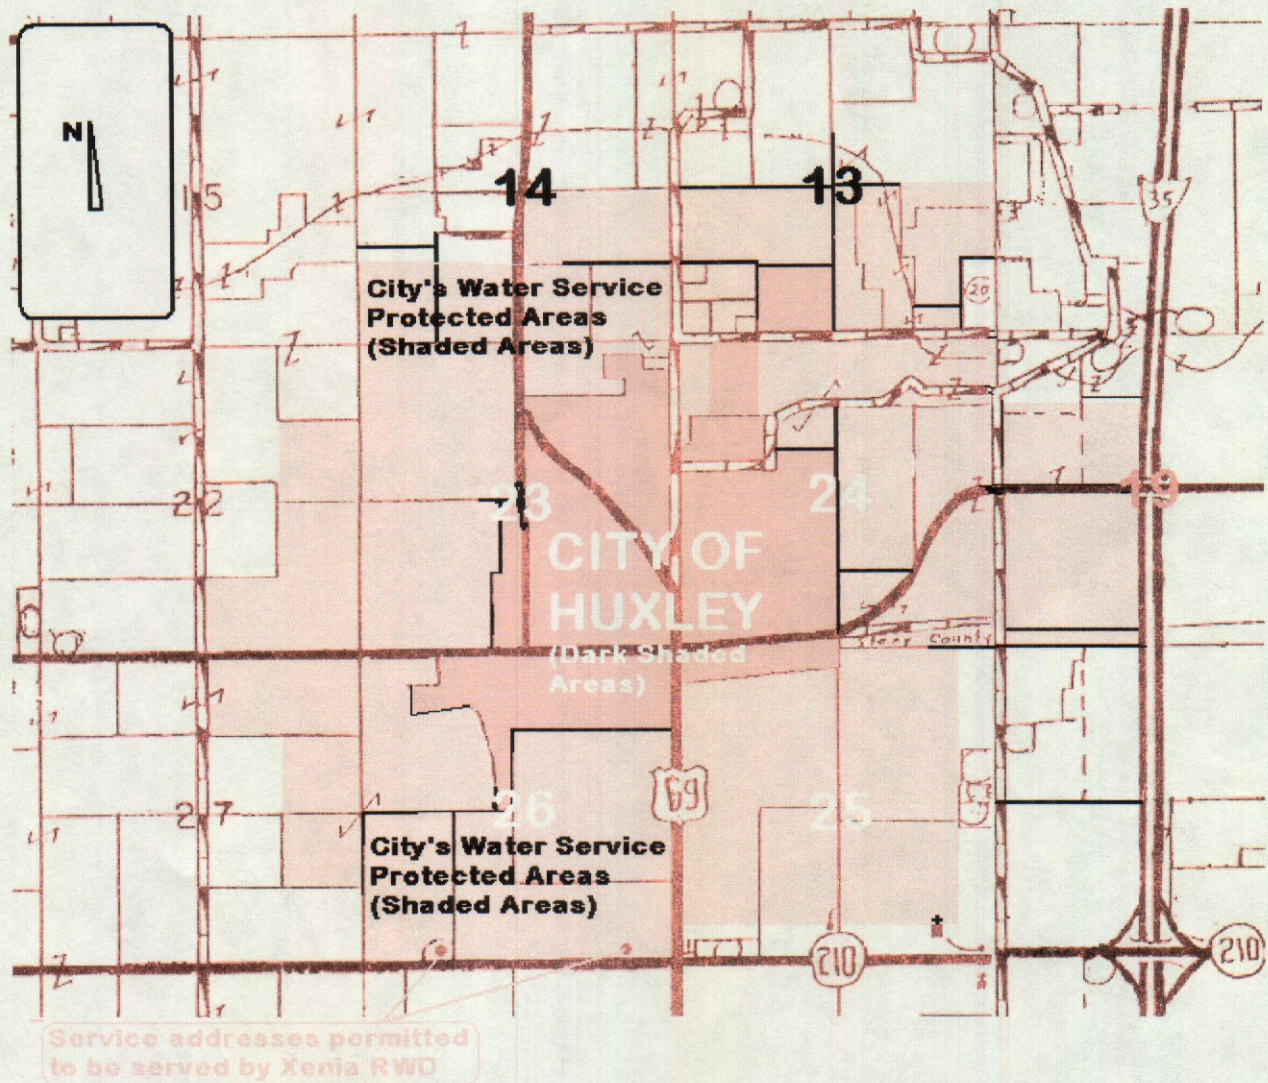 N
15
14
13
35
20
City's Water Service
Protected Areas
(Shaded Areas)
22
23
24
19
CITY OF
HUXLEY
(Dark Shaded
Areas)
Story County
69
27
26
25
City's Water Service
Protected Areas
(Shaded Areas)
210
210
Service addresses permitted
to be served by Xenia RWD